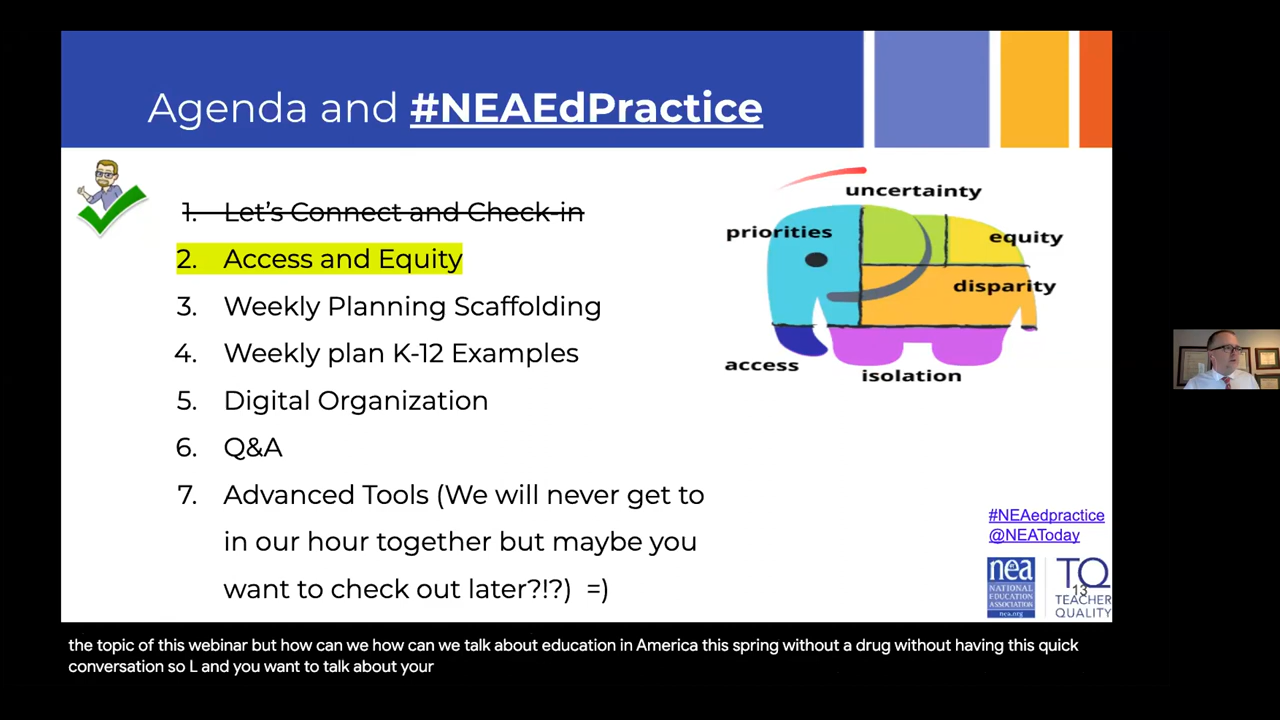 Agenda and #NEAEdPractice
1. Let's Connect and Check-in
2. Access and Equity
3. Weekly Planning Scaffolding
4. Weekly plan K-12 Examples
5. Digital Organization
6. Q&A
7. Advanced Tools (We will never get to
in our hour together but maybe you
want to check out later?!?) =)
uncertainty
priorities
equity
disparity
access
isolation
#NEAedpractice
@NEAToday
nea
NATIONAL
EDUCATION
ASSOCIATION
nea.org
TQ
13
TEACHER
QUALITY
the topic of this webinar but how can we how can we talk about education in America this spring without a drug without having this quick
conversation so L and you want to talk about your